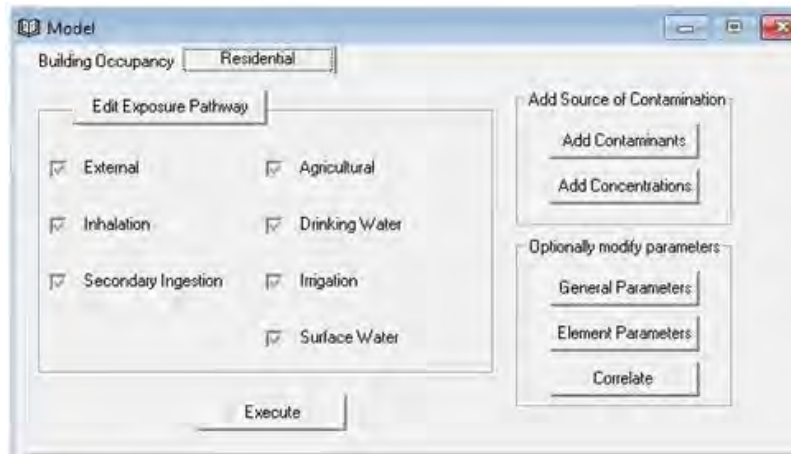 Model
Building Occupancy Residential
Edit Exposure Pathway
External
Agricultural
Inhalation
Drinking Water
Secondary Ingestion
Irrigation
Surface Water
Execute
Add Source of Contamination
Add Contaminants
Add Concentrations
Optionally modify parameters
General Parameters
Element Parameters
Correlate